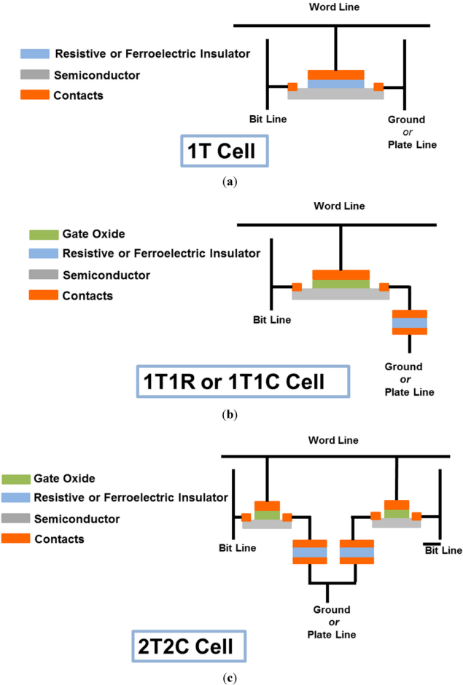 Word Line
Resistive or Ferroelectric Insulator
Semiconductor
Contacts
Bit Line
Ground
or
Plate Line
1T Cell
(a)
Word Line
Gate Oxide
Resistive or Ferroelectric Insulator
Semiconductor
Contacts
Bit Line
Ground
or
Plate Line
1T1R or 1T1C Cell
(b)
Word Line
Gate Oxide
Resistive or Ferroelectric Insulator
Semiconductor
Contacts
Bit Line
Bit Line
Ground
or
Plate Line
2T2C Cell
(c)